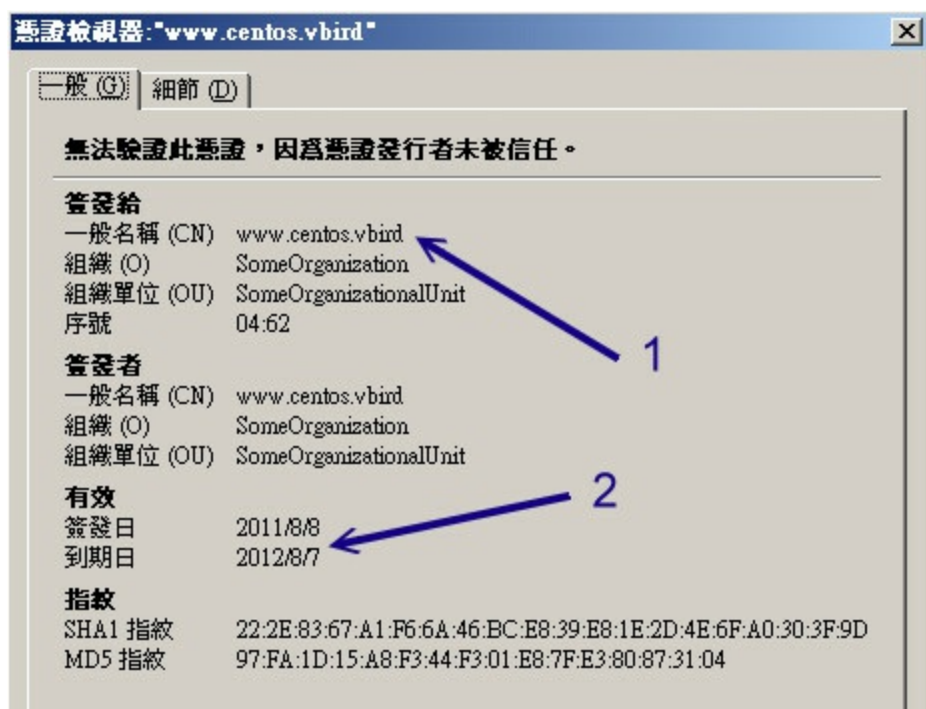 憑證檢視器:"www.centos.vbird"
一般 (G) 細節 (D)
無法驗證此憑證，因為憑證發行者未被信任。
簽發給
一般名稱 (CN) www.centos.vbird
組織 (O) SomeOrganization
組織單位 (OU) SomeOrganizationalUnit
序號 04:62
1
簽發者
一般名稱 (CN) www.centos.vbird
組織 (O) SomeOrganization
組織單位 (OU) SomeOrganizationalUnit
2
有效
簽發日 2011/8/8
到期日 2012/8/7
指紋
SHA1 指紋 22:2E:83:67:A1:F6:6A:46:BC:E8:39:E8:1E:2D:4E:6F:A0:30:3F:9D
MD5 指紋 97:FA:1D:15:A8:F3:44:F3:01:E8:7F:E3:80:87:31:04